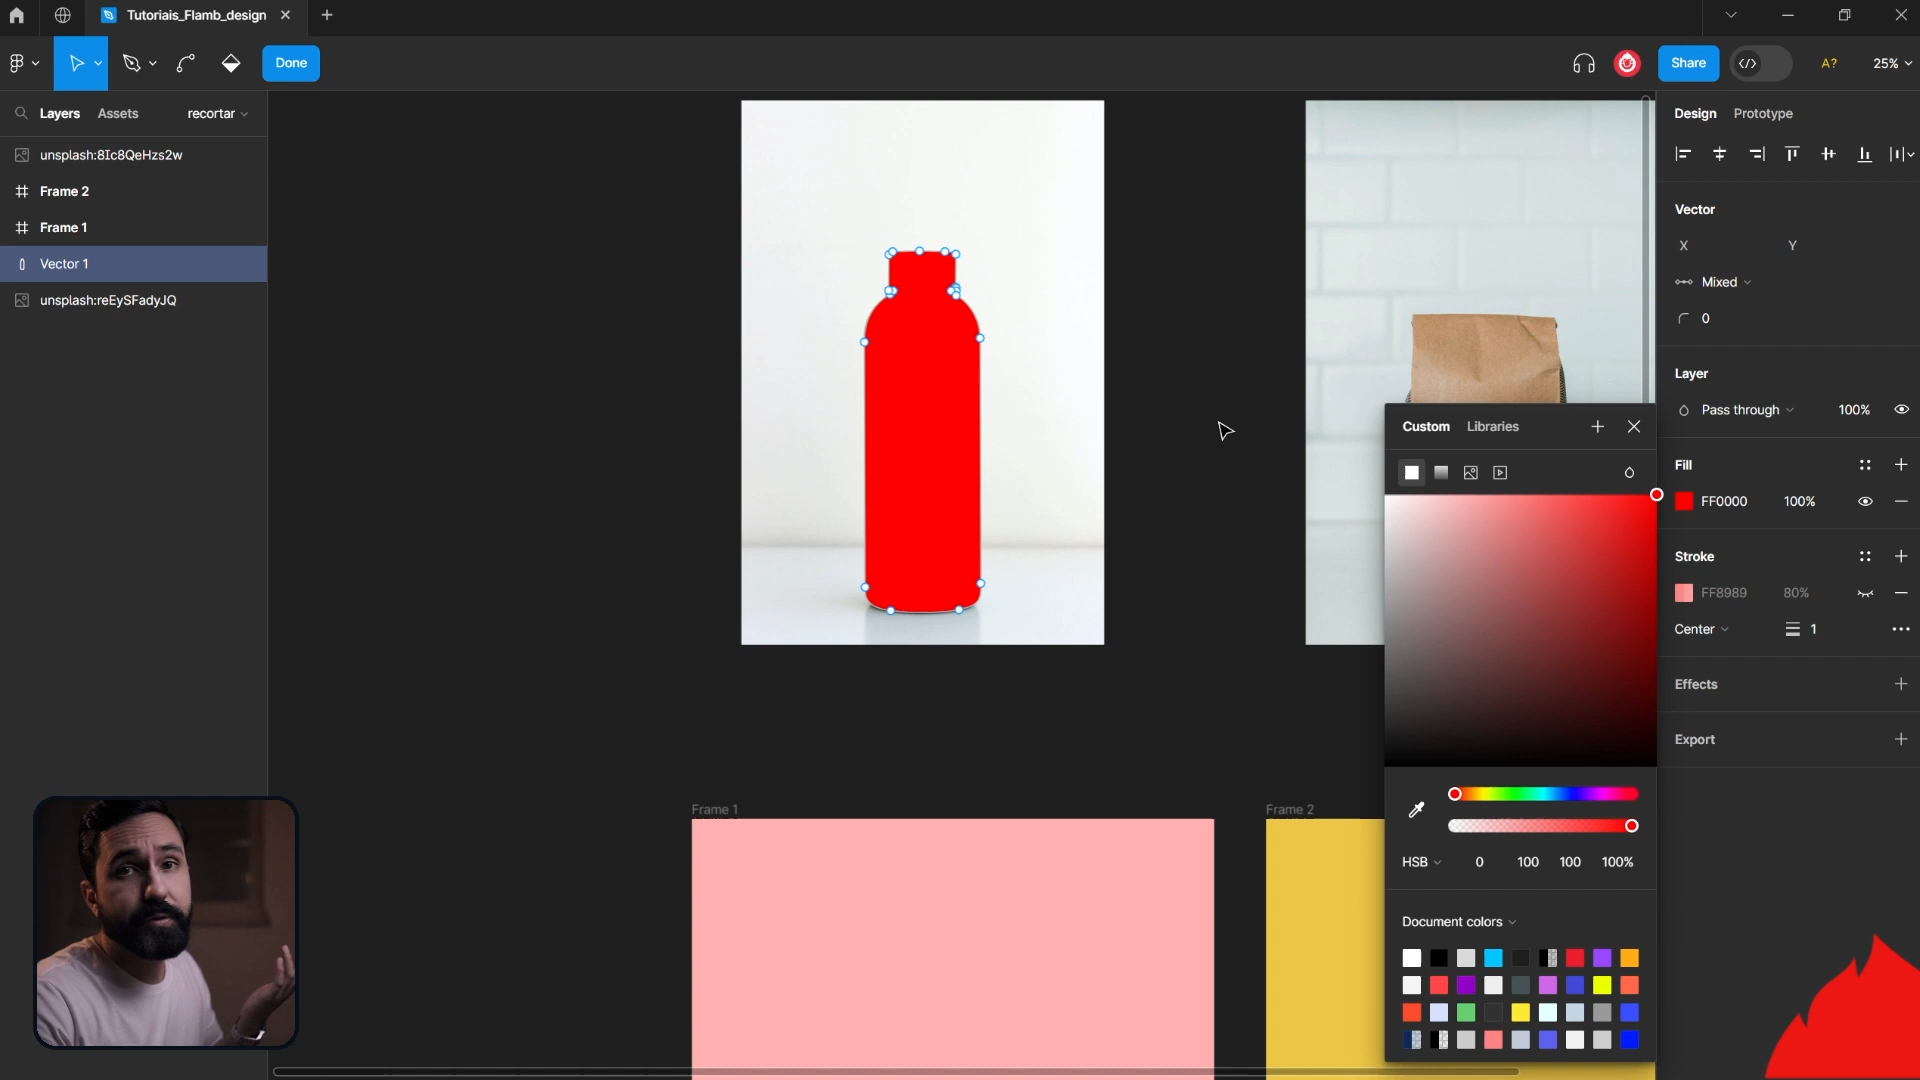 Tutoriais_Flamb_design
Done
Share
A?
25%
Layers
Assets
recortar
unsplash:8Ic8QeHzs2w
Frame 2
Frame 1
Vector 1
unsplash:reEySFadyJQ
Design
Prototype
Vector
X
Y
Mixed
0
Layer
Pass through
100%
Fill
FF0000
100%
Stroke
FF8989
80%
Center
1
Effects
Export
Custom
Libraries
HSB
0
100
100
100%
Document colors
Frame 1
Frame 2